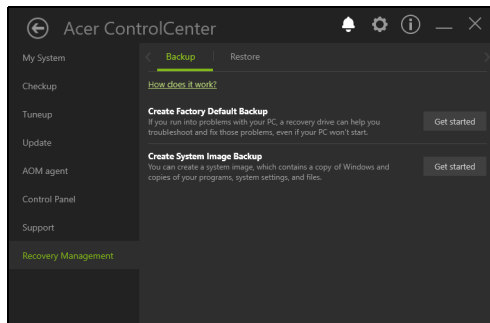 Acer ControlCenter
My System
Checkup
Tuneup
Update
AOM agent
Control Panel
Support
Recovery Management
Backup
Restore
How does it work?
Create Factory Default Backup
If you run into problems with your PC, a recovery drive can help you
troubleshoot and fix those problems, even if your PC won't start.
Get started
Create System Image Backup
You can create a system image, which contains a copy of Windows and
copies of your programs, system settings, and files.
Get started